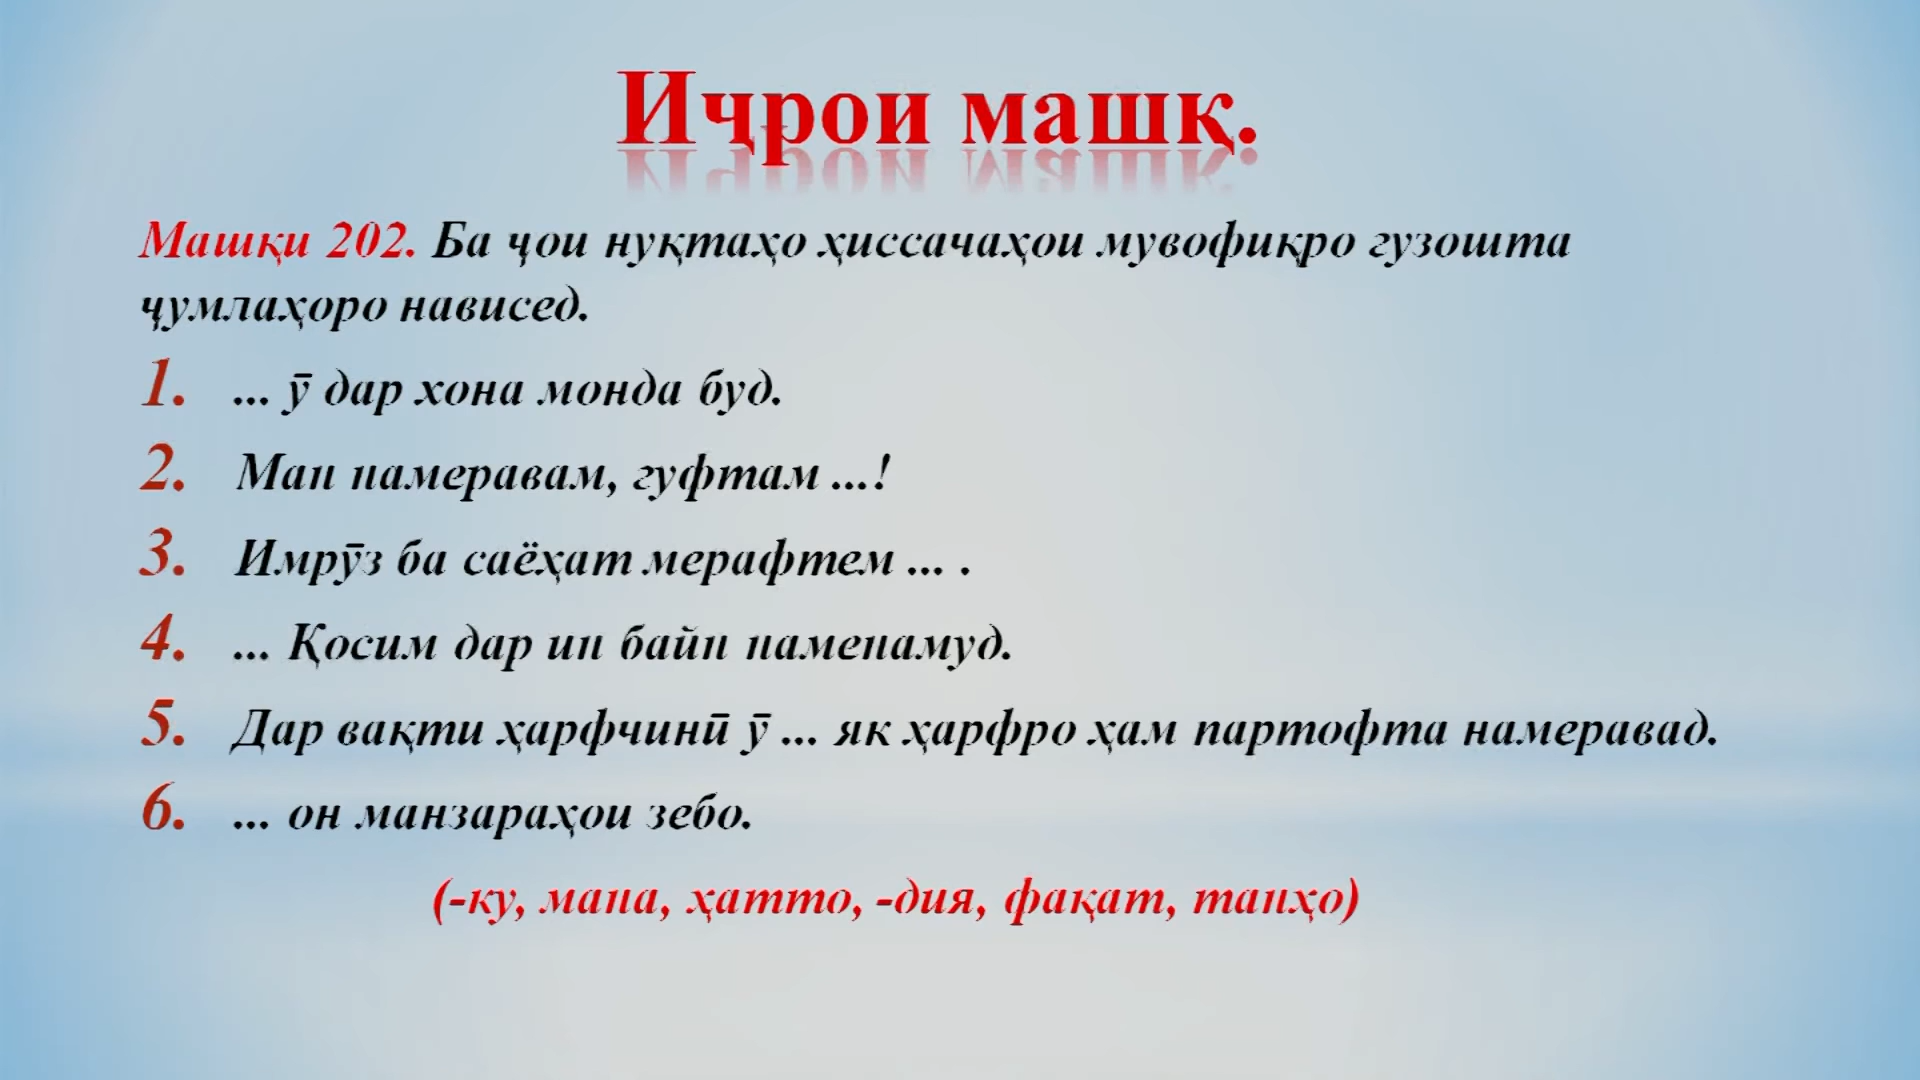 Иҷрои машқ.
Машқи 202. Ба ҷои нуқтаҳо ҳиссачаҳои мувофиқро гузошта
ҷумлаҳоро нависед.
1. ... ӯ дар хона монда буд.
2. Ман намеравам, гуфтам ...!
3. Имрӯз ба саёҳат мерафтем ... .
4. ... Қосим дар ин байн наменамуд.
5. Дар вақти ҳарфчинӣ ӯ ... як ҳарфро ҳам партофта намеравад.
6. ... он манзараҳои зебо.
(-ку, мана, ҳатто, -дия, фақат, танҳо)